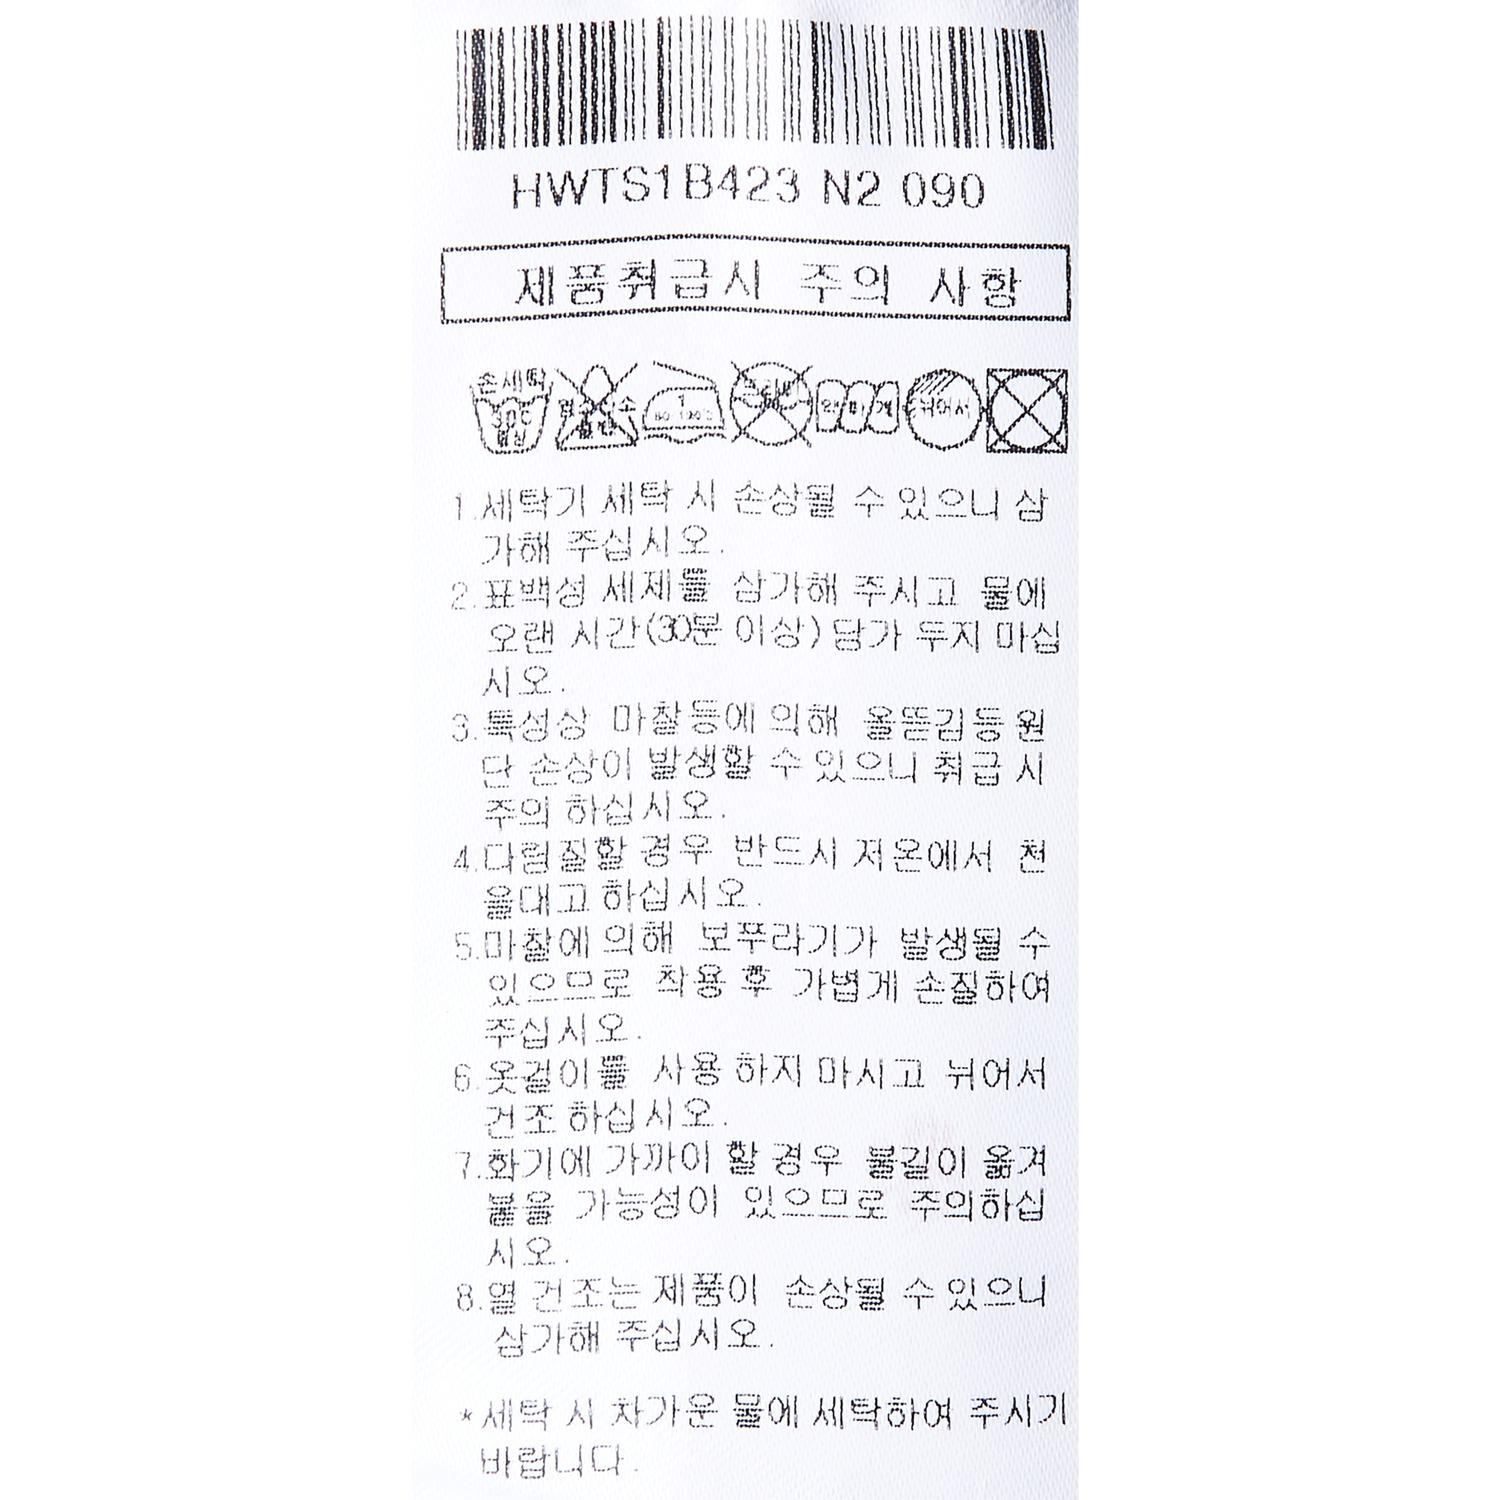 HWTS1B423 N2 090
제품취급시 주의 사항
손세탁
30℃
중성
염소
표백
1
80~120℃
드라이
약하게
뉘어서
1.세탁기 세탁 시 손상될 수 있으니 삼
가해 주십시오.
2.표백성 세제를 삼가해 주시고 물에
오랜 시간(30분 이상) 담가 두지 마십
시오.
3.특성상 마찰등에 의해 올뜯김등 원
단 손상이 발생할 수 있으니 취급 시
주의 하십시오.
4.다림질할 경우 반드시 저온에서 천
을대고 하십시오.
5.마찰에 의해 보푸라기가 발생될 수
있으므로 착용 후 가볍게 손질하여
주십시오.
6.옷걸이를 사용 하지 마시고 뉘어서
건조 하십시오.
7.화기에 가까이 할 경우 불길이 옮겨
붙을 가능성이 있으므로 주의하십
시오.
8.열 건조는 제품이 손상될 수 있으니
삼가해 주십시오.
*세탁 시 차가운 물에 세탁하여 주시기
바랍니다.